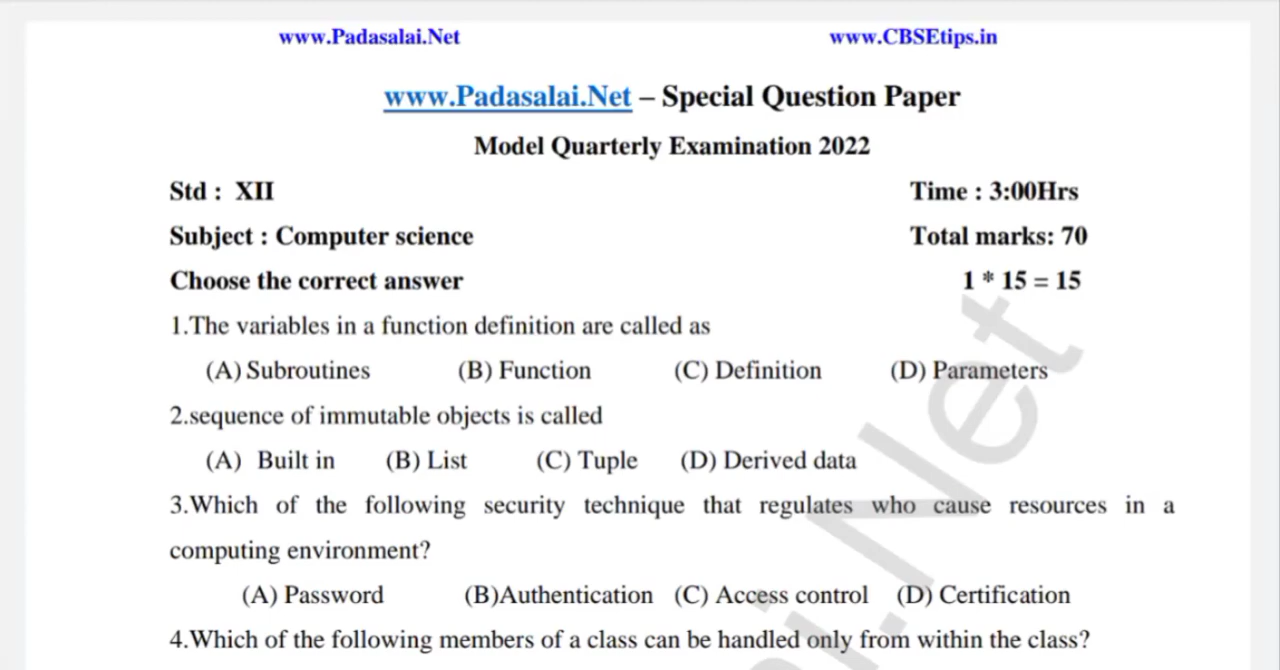 www.Padasalai.Net www.CBSEtips.in
www.Padasalai.Net – Special Question Paper
Model Quarterly Examination 2022
Std : XII Time : 3:00Hrs
Subject : Computer science Total marks: 70
Choose the correct answer 1 * 15 = 15
1.The variables in a function definition are called as
(A) Subroutines (B) Function (C) Definition (D) Parameters
2.sequence of immutable objects is called
(A) Built in (B) List (C) Tuple (D) Derived data
3.Which of the following security technique that regulates who cause resources in a
computing environment?
(A) Password (B)Authentication (C) Access control (D) Certification
4.Which of the following members of a class can be handled only from within the class?
i.Net